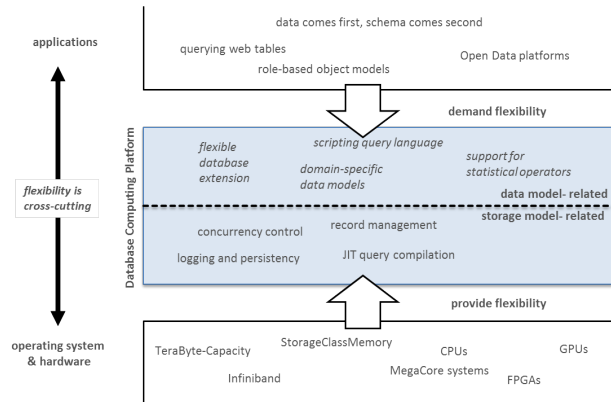 data comes first, schema comes second
applications
querying web tables
Open Data platforms
role-based object models
demand flexibility
Database Computing Platform
flexible
database
extension
scripting query language
domain-specific
data models
support for
statistical operators
data model- related
flexibility is
cross-cutting
storage model- related
concurrency control
record management
logging and persistency
JIT query compilation
provide flexibility
operating system
& hardware
TeraByte-Capacity
StorageClassMemory
CPUs
GPUs
Infiniband
MegaCore systems
FPGAs